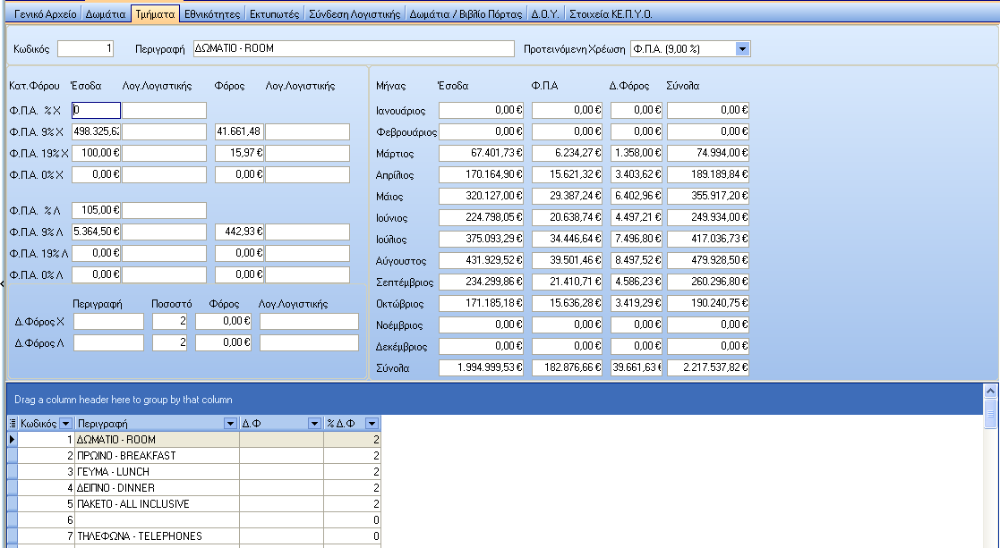 Γενικό Αρχείο Δωμάτια Τμήματα Εθνικότητες Εκτυπωτές Σύνδεση Λογιστικής Δωμάτια / Βιβλίο Πόρτας Δ.Ο.Υ. Στοιχεία ΚΕ.Π.Υ.Ο.
Κωδικός 1 Περιγραφή ΔΩΜΑΤΙΟ - ROOM Προτεινόμενη Χρέωση Φ.Π.Α. (9,00 %)
Κατ.Φόρου Έσοδα Λογ.Λογιστικής Φόρος Λογ.Λογιστικής
Φ.Π.Α. % Χ 0
Φ.Π.Α. 9% Χ 498.325,62 41.661,48
Φ.Π.Α. 19% Χ 100,00 € 15,97 €
Φ.Π.Α. 0% Χ 0,00 € 0,00 €
Φ.Π.Α. % Λ 105,00 €
Φ.Π.Α. 9% Λ 5.364,50 € 442,93 €
Φ.Π.Α. 19% Λ 0,00 € 0,00 €
Φ.Π.Α. 0% Λ 0,00 € 0,00 €
Περιγραφή Ποσοστό Φόρος Λογ.Λογιστικής
Δ.Φόρος Χ 2 0,00 €
Δ.Φόρος Λ 2 0,00 €
Μήνας Έσοδα Φ.Π.Α Δ.Φόρος Σύνολα
Ιανουάριος 0,00 € 0,00 € 0,00 € 0,00 €
Φεβρουάριος 0,00 € 0,00 € 0,00 € 0,00 €
Μάρτιος 67.401,73 € 6.234,27 € 1.358,00 € 74.994,00 €
Απρίλιος 170.164,90 € 15.621,32 € 3.403,62 € 189.189,84 €
Μάιος 320.127,00 € 29.387,24 € 6.402,96 € 355.917,20 €
Ιούνιος 224.798,05 € 20.638,74 € 4.497,21 € 249.934,00 €
Ιούλιος 375.093,29 € 34.446,64 € 7.496,80 € 417.036,73 €
Αύγουστος 431.929,52 € 39.501,46 € 8.497,52 € 479.928,50 €
Σεπτέμβριος 234.299,86 € 21.410,71 € 4.586,23 € 260.296,80 €
Οκτώβριος 171.185,18 € 15.636,28 € 3.419,29 € 190.240,75 €
Νοέμβριος 0,00 € 0,00 € 0,00 € 0,00 €
Δεκέμβριος 0,00 € 0,00 € 0,00 € 0,00 €
Σύνολα 1.994.999,53 € 182.876,66 € 39.661,63 € 2.217.537,82 €
Drag a column header here to group by that column
Κωδικός Περιγραφή Δ.Φ % Δ.Φ
1 ΔΩΜΑΤΙΟ - ROOM 2
2 ΠΡΩΙΝΟ - BREAKFAST 2
3 ΓΕΥΜΑ - LUNCH 2
4 ΔΕΙΠΝΟ - DINNER 2
5 ΠΑΚΕΤΟ - ALL INCLUSIVE 2
6 0
7 ΤΗΛΕΦΩΝΑ - TELEPHONES 0